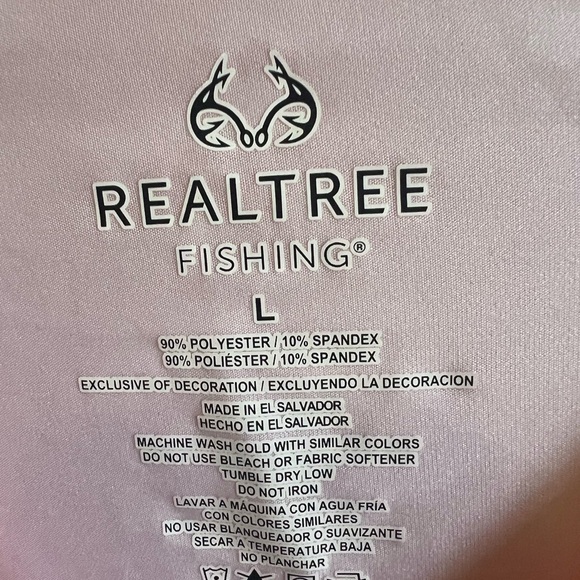 REALTREE
FISHING®
L
90% POLYESTER / 10% SPANDEX
90% POLIÉSTER / 10% SPANDEX
EXCLUSIVE OF DECORATION / EXCLUYENDO LA DECORACION
MADE IN EL SALVADOR
HECHO EN EL SALVADOR
MACHINE WASH COLD WITH SIMILAR COLORS
DO NOT USE BLEACH OR FABRIC SOFTENER
TUMBLE DRY LOW
DO NOT IRON
LAVAR A MÁQUINA CON AGUA FRÍA
CON COLORES SIMILARES
NO USAR BLANQUEADOR O SUAVIZANTE
SECAR A TEMPERATURA BAJA
NO PLANCHAR